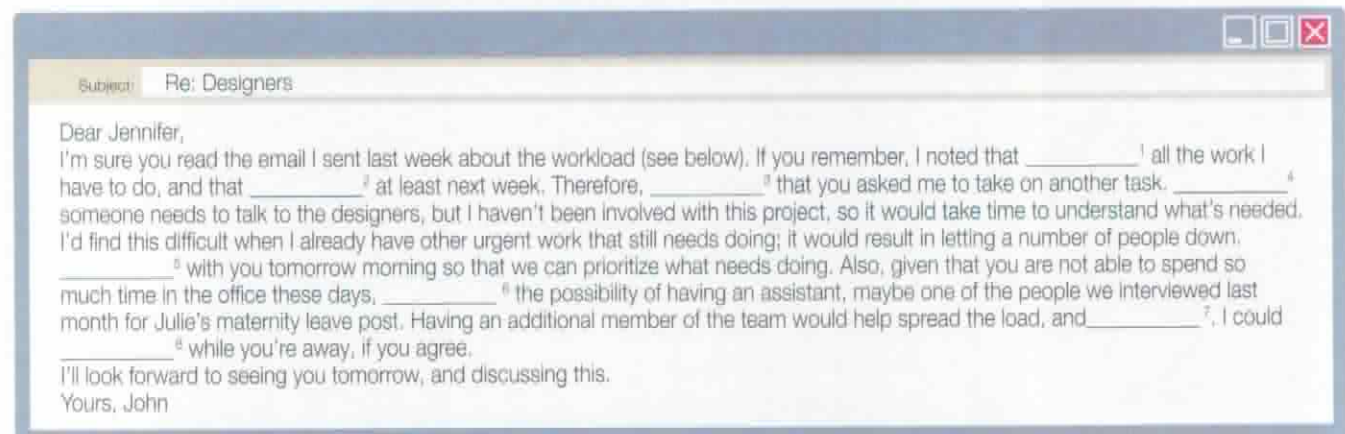 Subject: Re: Designers
Dear Jennifer,
I'm sure you read the email I sent last week about the workload (see below). If you remember, I noted that __________¹ all the work I
have to do, and that __________² at least next week. Therefore, __________³ that you asked me to take on another task. __________⁴
someone needs to talk to the designers, but I haven't been involved with this project, so it would take time to understand what's needed.
I'd find this difficult when I already have other urgent work that still needs doing; it would result in letting a number of people down.
__________⁵ with you tomorrow morning so that we can prioritize what needs doing. Also, given that you are not able to spend so
much time in the office these days, __________⁶ the possibility of having an assistant, maybe one of the people we interviewed last
month for Julie's maternity leave post. Having an additional member of the team would help spread the load, and__________⁷. I could
__________⁸ while you're away, if you agree.
I'll look forward to seeing you tomorrow, and discussing this.
Yours, John